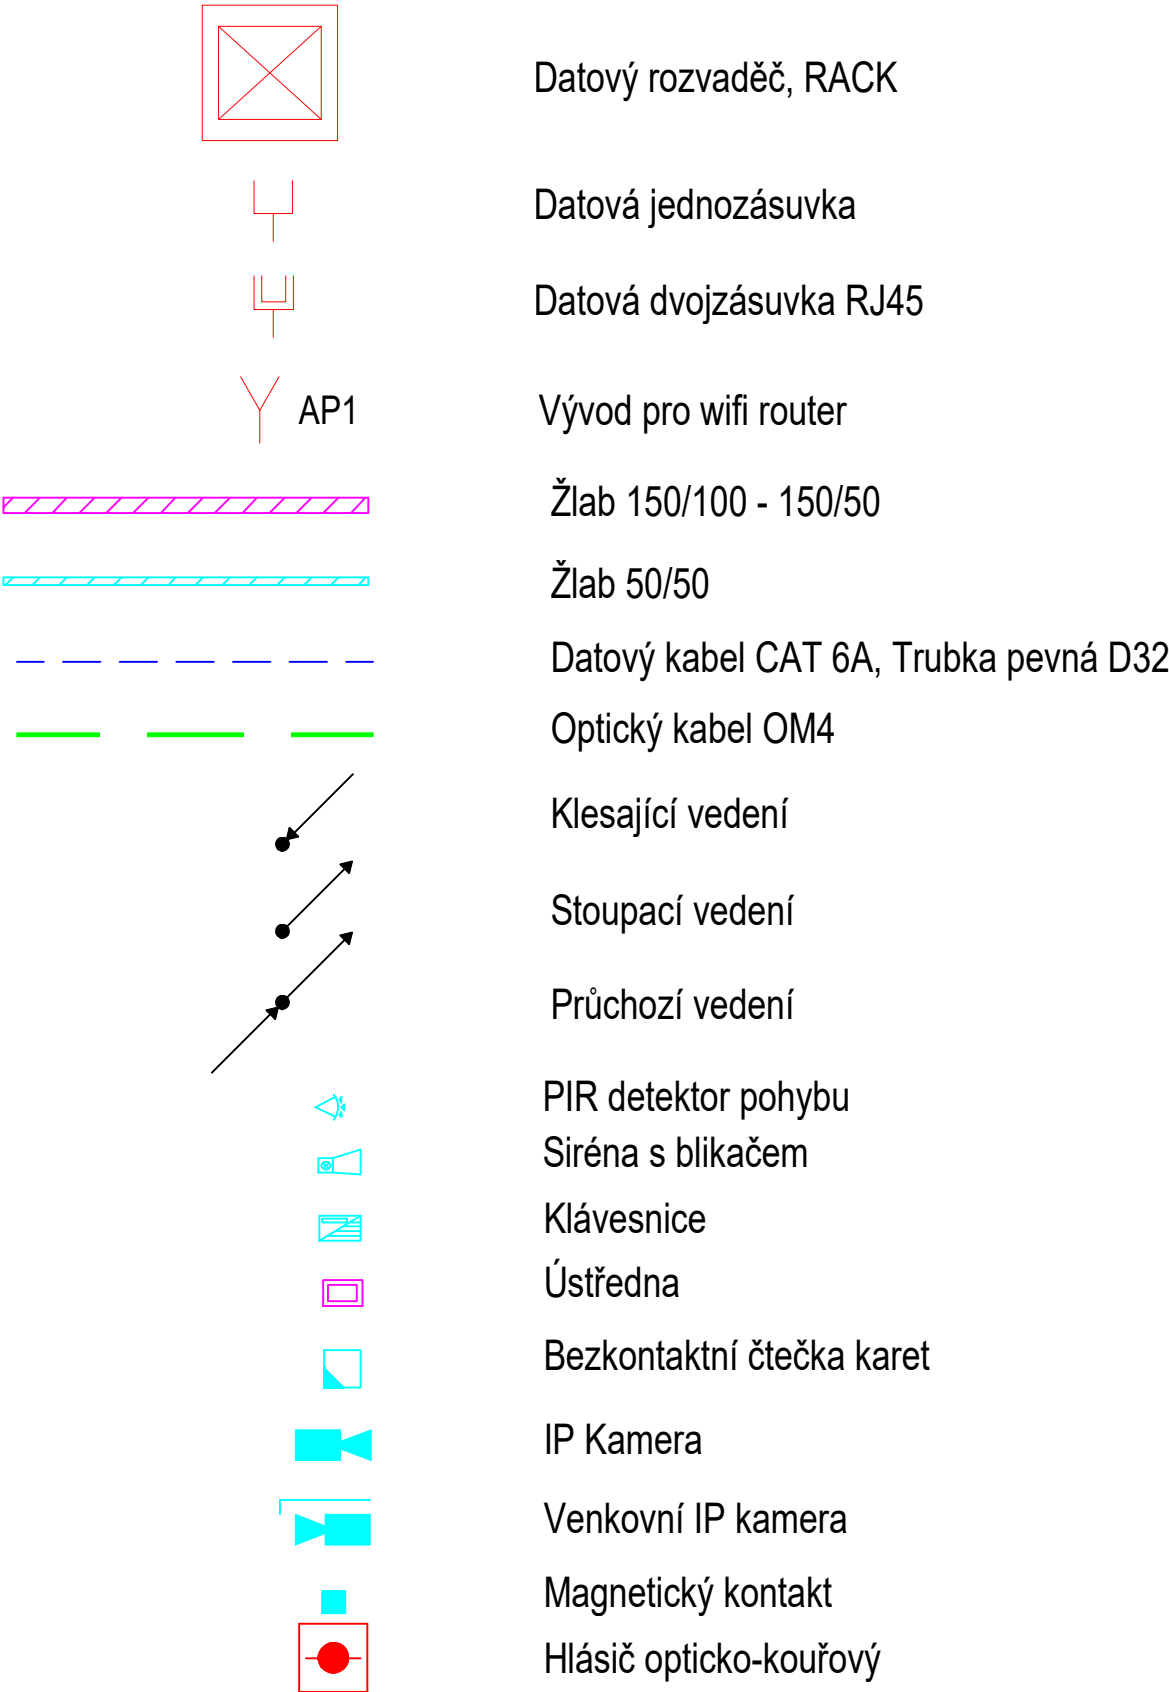 Datový rozvaděč, RACK
Datová jednozásuvka
Datová dvojzásuvka RJ45
AP1 Vývod pro wifi router
Žlab 150/100 - 150/50
Žlab 50/50
Datový kabel CAT 6A, Trubka pevná D32
Optický kabel OM4
Klesající vedení
Stoupací vedení
Průchozí vedení
PIR detektor pohybu
Siréna s blikačem
Klávesnice
Ústředna
Bezkontaktní čtečka karet
IP Kamera
Venkovní IP kamera
Magnetický kontakt
Hlásič opticko-kouřový